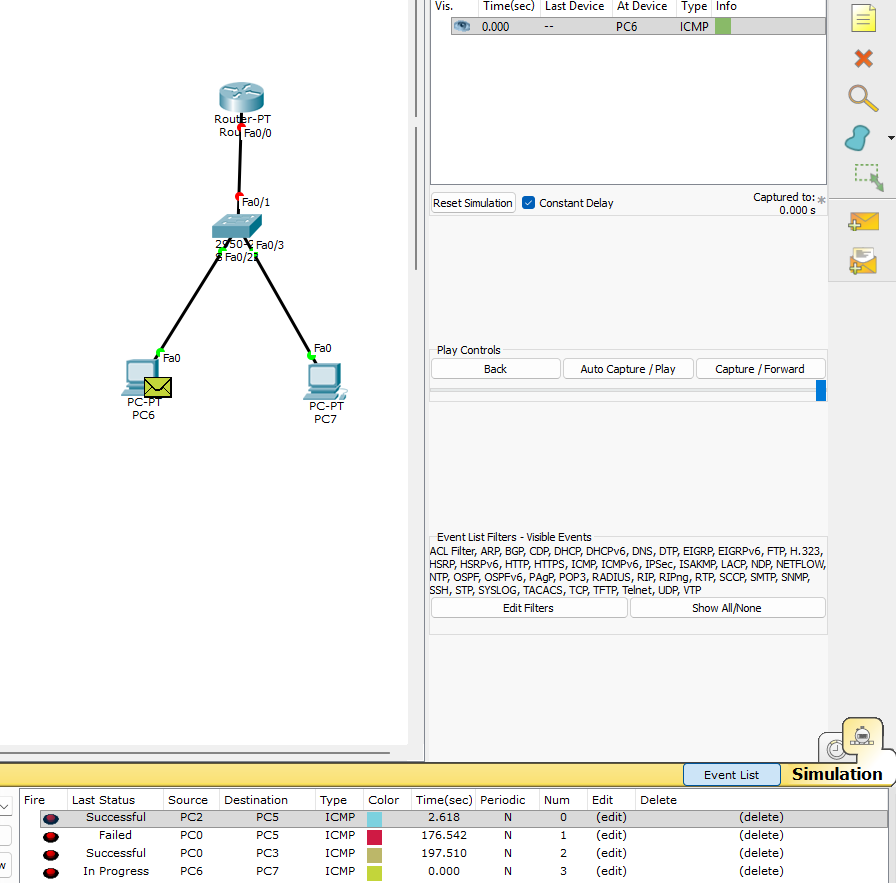 Vis. Time(sec) Last Device At Device Type Info
0.000 -- PC6 ICMP
Router-PT
Rou Fa0/0
Fa0/1
2950- Fa0/3
Fa0/2
Fa0
PC-PT
PC6
Fa0
PC-PT
PC7
Reset Simulation Constant Delay Captured to: *
0.000 s
Play Controls
Back Auto Capture / Play Capture / Forward
Event List Filters - Visible Events
ACL Filter, ARP, BGP, CDP, DHCP, DHCPv6, DNS, DTP, EIGRP, EIGRPv6, FTP, H.323,
HSRP, HSRPv6, HTTP, HTTPS, ICMP, ICMPv6, IPSec, ISAKMP, LACP, NDP, NETFLOW,
NTP, OSPF, OSPFv6, PAgP, POP3, RADIUS, RIP, RIPng, RTP, SCCP, SMTP, SNMP,
SSH, STP, SYSLOG, TACACS, TCP, TFTP, Telnet, UDP, VTP
Edit Filters Show All/None
Event List Simulation
Fire Last Status Source Destination Type Color Time(sec) Periodic Num Edit Delete
Successful PC2 PC5 ICMP 2.618 N 0 (edit) (delete)
Failed PC0 PC5 ICMP 176.542 N 1 (edit) (delete)
Successful PC0 PC3 ICMP 197.510 N 2 (edit) (delete)
In Progress PC6 PC7 ICMP 0.000 N 3 (edit) (delete)